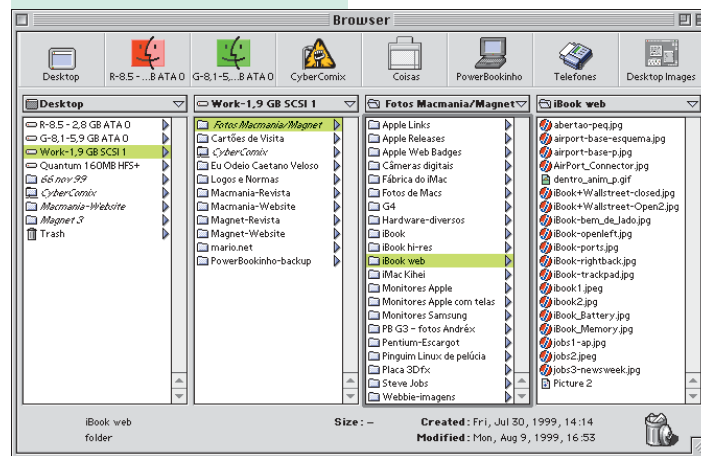 Browser
Desktop
R-8.5 - ...B ATA 0
G-8,1-5,...B ATA 0
CyberComix
Coisas
PowerBookinho
Telefones
Desktop Images
Desktop
R-8.5 - 2,8 GB ATA 0
G-8,1-5,9 GB ATA 0
Work-1,9 GB SCSI 1
Quantum 160MB HFS+
66 nov 99
CyberComix
Macmania-Website
Magnet 3
Trash
Work-1,9 GB SCSI 1
Fotos Macmania/Magnet
Cartões de Visita
CyberComix
Eu Odeio Caetano Veloso
Logos e Normas
Macmania-Revista
Macmania-Website
Magnet-Revista
Magnet-Website
mario.net
PowerBookinho-backup
Fotos Macmania/Magnet
Apple Links
Apple Releases
Apple Web Badges
Câmeras digitais
Fábrica do iMac
Fotos de Macs
G4
Hardware-diversos
iBook
iBook hi-res
iBook web
iMac Kihei
Monitores Apple
Monitores Apple com telas
Monitores Samsung
PB G3 - fotos Andréx
Pentium-Escargot
Pinguim Linux de pelúcia
Placa 3Dfx
Steve Jobs
Webbie-imagens
iBook web
abertao-peq.jpg
airport-base-esquema.jpg
airport-base-p.jpg
AirPort_Connector.jpg
dentro_anim_p.gif
iBook+Wallstreet-closed.jpg
iBook+Wallstreet-Open2.jpg
iBook-bem_de_lado.jpg
iBook-openleft.jpg
iBook-ports.jpg
iBook-rightback.jpg
iBook-trackpad.jpg
ibook1.jpeg
ibook2.jpg
iBook_Battery.jpg
iBook_Memory.jpg
jobs1-ap.jpg
jobs2.jpeg
jobs3-newsweek.jpg
Picture 2
iBook web
folder
Size: –
Created: Fri, Jul 30, 1999, 14:14
Modified: Mon, Aug 9, 1999, 16:53